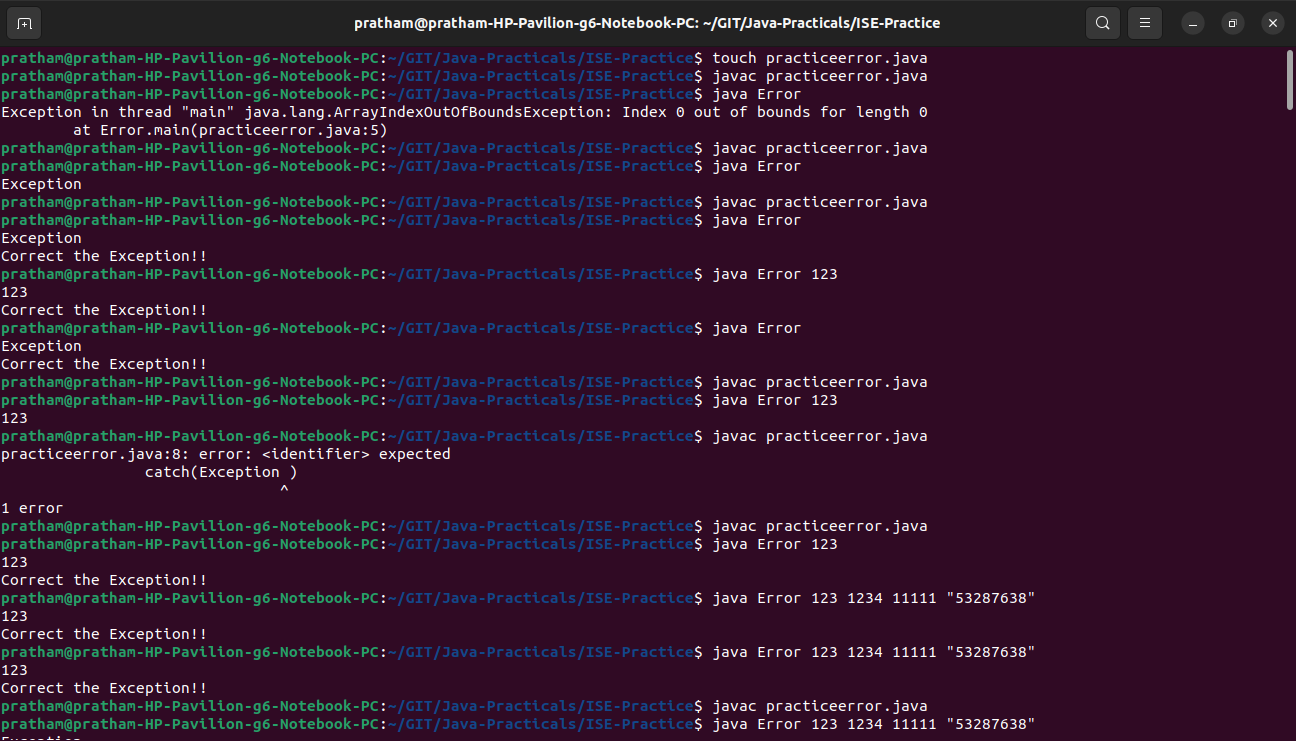 pratham@pratham-HP-Pavilion-g6-Notebook-PC: ~/GIT/Java-Practicals/ISE-Practice
pratham@pratham-HP-Pavilion-g6-Notebook-PC:~/GIT/Java-Practicals/ISE-Practice$ touch practiceerror.java
pratham@pratham-HP-Pavilion-g6-Notebook-PC:~/GIT/Java-Practicals/ISE-Practice$ javac practiceerror.java
pratham@pratham-HP-Pavilion-g6-Notebook-PC:~/GIT/Java-Practicals/ISE-Practice$ java Error
Exception in thread "main" java.lang.ArrayIndexOutOfBoundsException: Index 0 out of bounds for length 0
        at Error.main(practiceerror.java:5)
pratham@pratham-HP-Pavilion-g6-Notebook-PC:~/GIT/Java-Practicals/ISE-Practice$ javac practiceerror.java
pratham@pratham-HP-Pavilion-g6-Notebook-PC:~/GIT/Java-Practicals/ISE-Practice$ java Error
Exception
pratham@pratham-HP-Pavilion-g6-Notebook-PC:~/GIT/Java-Practicals/ISE-Practice$ javac practiceerror.java
pratham@pratham-HP-Pavilion-g6-Notebook-PC:~/GIT/Java-Practicals/ISE-Practice$ java Error
Exception
Correct the Exception!!
pratham@pratham-HP-Pavilion-g6-Notebook-PC:~/GIT/Java-Practicals/ISE-Practice$ java Error 123
123
Correct the Exception!!
pratham@pratham-HP-Pavilion-g6-Notebook-PC:~/GIT/Java-Practicals/ISE-Practice$ java Error
Exception
Correct the Exception!!
pratham@pratham-HP-Pavilion-g6-Notebook-PC:~/GIT/Java-Practicals/ISE-Practice$ javac practiceerror.java
pratham@pratham-HP-Pavilion-g6-Notebook-PC:~/GIT/Java-Practicals/ISE-Practice$ java Error 123
123
pratham@pratham-HP-Pavilion-g6-Notebook-PC:~/GIT/Java-Practicals/ISE-Practice$ javac practiceerror.java
practiceerror.java:8: error: <identifier> expected
                catch(Exception )
                               ^
1 error
pratham@pratham-HP-Pavilion-g6-Notebook-PC:~/GIT/Java-Practicals/ISE-Practice$ javac practiceerror.java
pratham@pratham-HP-Pavilion-g6-Notebook-PC:~/GIT/Java-Practicals/ISE-Practice$ java Error 123
123
Correct the Exception!!
pratham@pratham-HP-Pavilion-g6-Notebook-PC:~/GIT/Java-Practicals/ISE-Practice$ java Error 123 1234 11111 "53287638"
123
Correct the Exception!!
pratham@pratham-HP-Pavilion-g6-Notebook-PC:~/GIT/Java-Practicals/ISE-Practice$ java Error 123 1234 11111 "53287638"
123
Correct the Exception!!
pratham@pratham-HP-Pavilion-g6-Notebook-PC:~/GIT/Java-Practicals/ISE-Practice$ javac practiceerror.java
pratham@pratham-HP-Pavilion-g6-Notebook-PC:~/GIT/Java-Practicals/ISE-Practice$ java Error 123 1234 11111 "53287638"